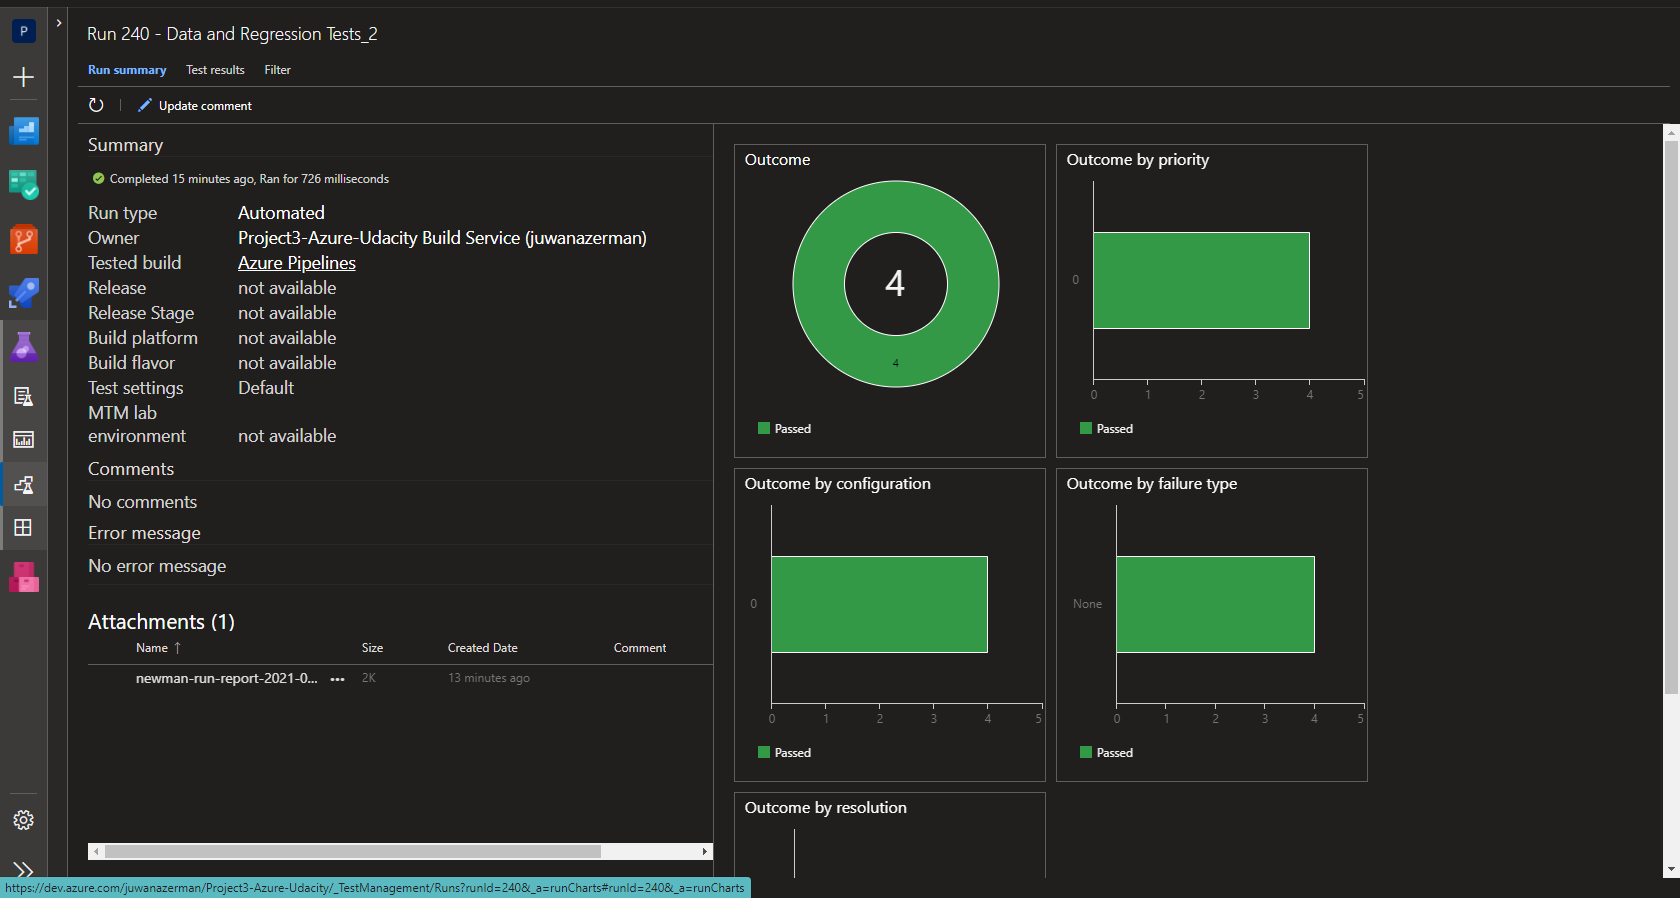 P
Run 240 - Data and Regression Tests_2
Run summary Test results Filter
Update comment
Summary
Completed 15 minutes ago, Ran for 726 milliseconds
Run type Automated
Owner Project3-Azure-Udacity Build Service (juwanazerman)
Tested build Azure Pipelines
Release not available
Release Stage not available
Build platform not available
Build flavor not available
Test settings Default
MTM lab
environment not available
Comments
No comments
Error message
No error message
Attachments (1)
Name ↑ Size Created Date Comment
newman-run-report-2021-0... ••• 2K 13 minutes ago
Outcome
4
4
Passed
Outcome by priority
0
0 1 2 3 4 5
Passed
Outcome by configuration
0
0 1 2 3 4 5
Passed
Outcome by failure type
None
0 1 2 3 4 5
Passed
Outcome by resolution
https://dev.azure.com/juwanazerman/Project3-Azure-Udacity/_TestManagement/Runs?runId=240&_a=runCharts#runId=240&_a=runCharts